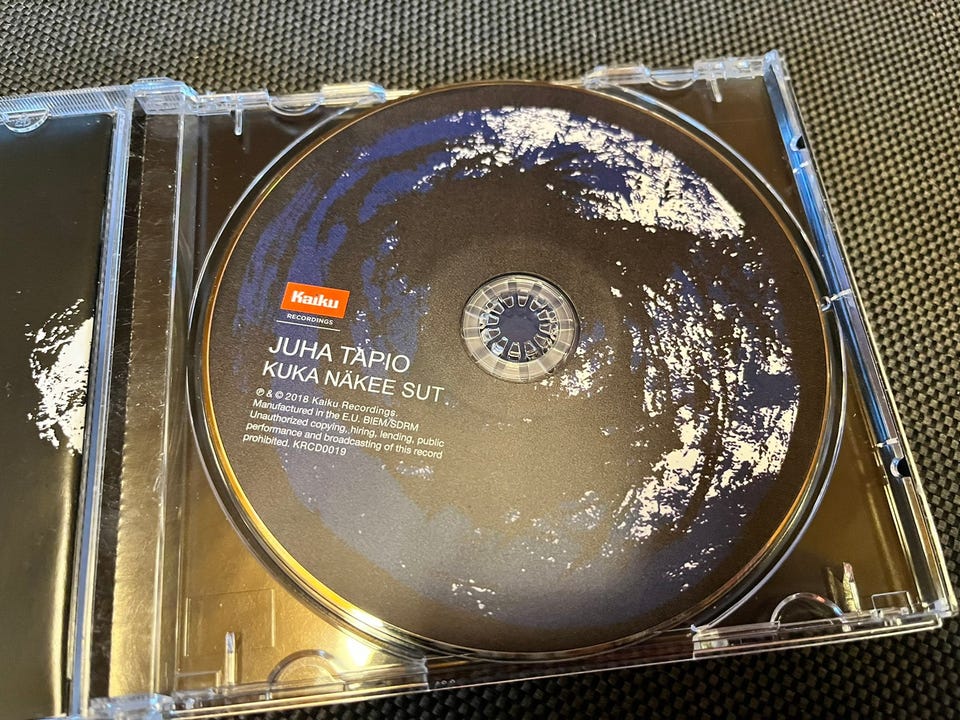 Kaiku
RECORDINGS
JUHA TAPIO
KUKA NÄKEE SUT
℗ & © 2018 Kaiku Recordings.
Manufactured in the E.U. BIEM/SDRM
Unauthorized copying, hiring, lending, public
performance and broadcasting of this record
prohibited. KRCD0019